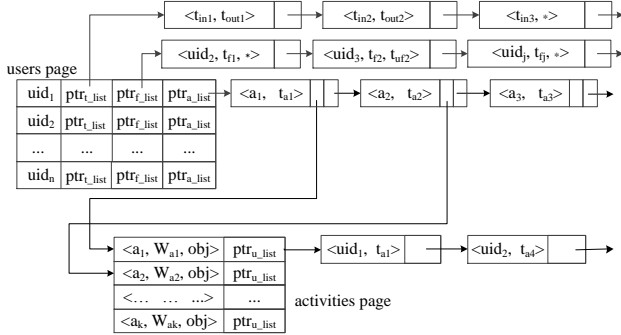 <t_in1, t_out1> <t_in2, t_out2> <t_in3, *>
<uid_2, t_f1, *> <uid_3, t_f2, t_uf2> <uid_j, t_fj, *>
users page
uid_1 ptr_t_list ptr_f_list ptr_a_list <a_1, t_a1> <a_2, t_a2> <a_3, t_a3>
uid_2 ptr_t_list ptr_f_list ptr_a_list
... ... ... ...
uid_n ptr_t_list ptr_f_list ptr_a_list
<a_1, W_a1, obj> ptr_u_list <uid_1, t_a1> <uid_2, t_a4>
<a_2, W_a2, obj> ptr_u_list
<... ... ...> ...
activities page
<a_k, W_ak, obj> ptr_u_list